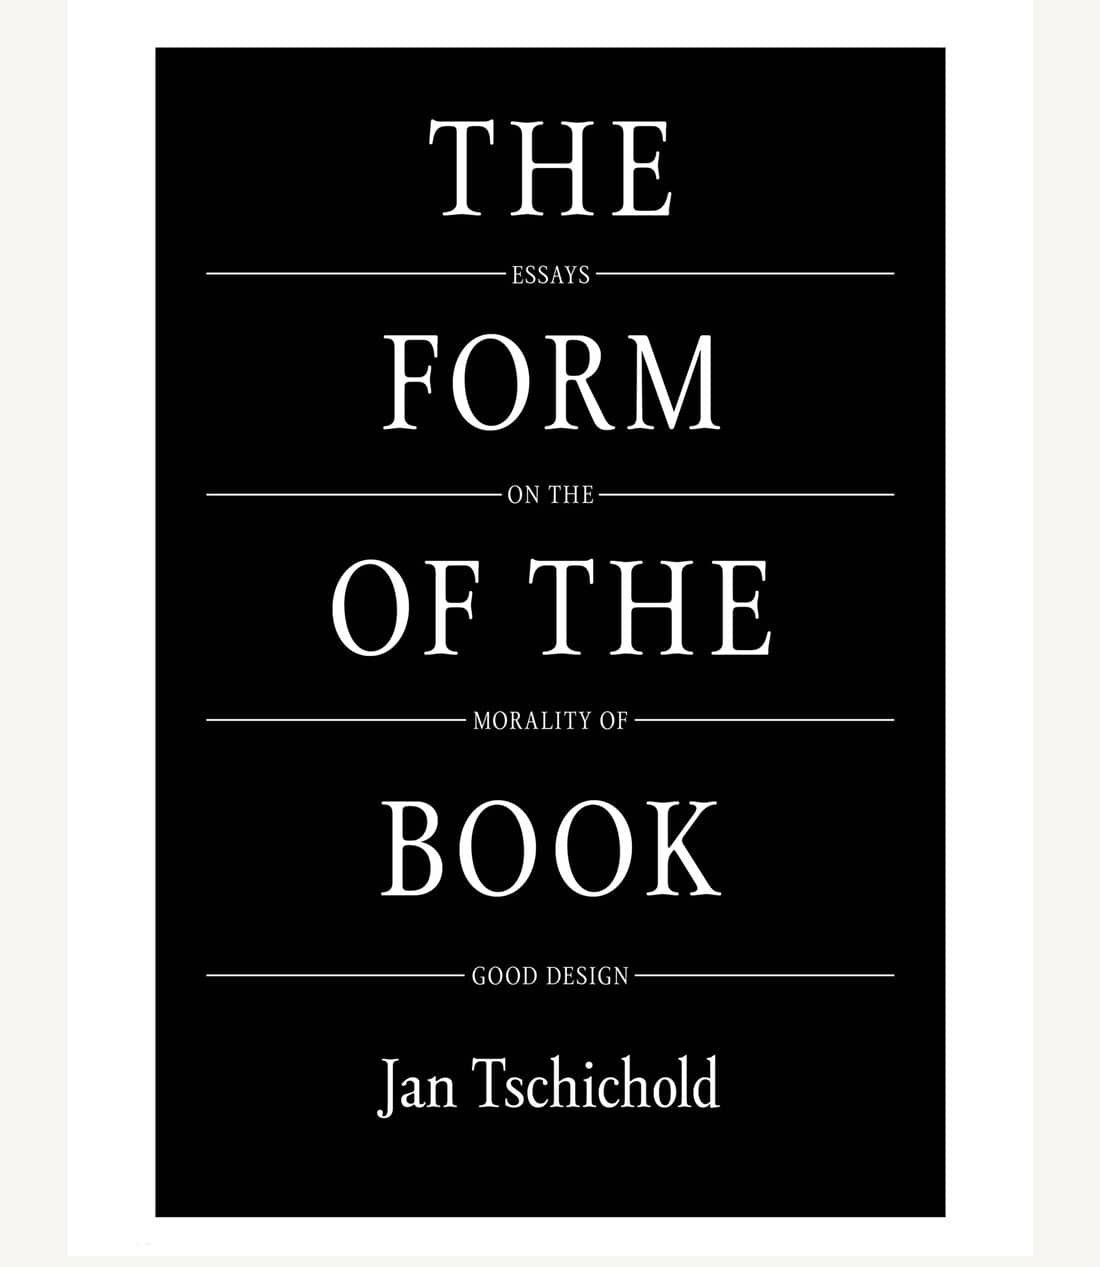 THE
ESSAYS
FORM
ON THE
OF THE
MORALITY OF
BOOK
GOOD DESIGN
Jan Tschichold